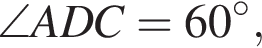 ∠ADC = 60°,